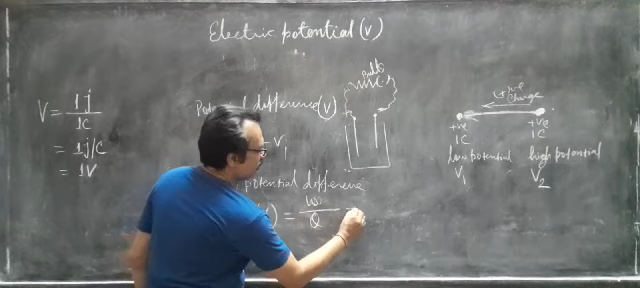 Electric potential (v)
V = 1j
1C
= 1j/C
= 1V
Potential difference (v)
V1
potential difference
= W
Q
Bulb
+ve
charge
+ve
1C
Low potential
V1
+ve
1C
high potential
V2